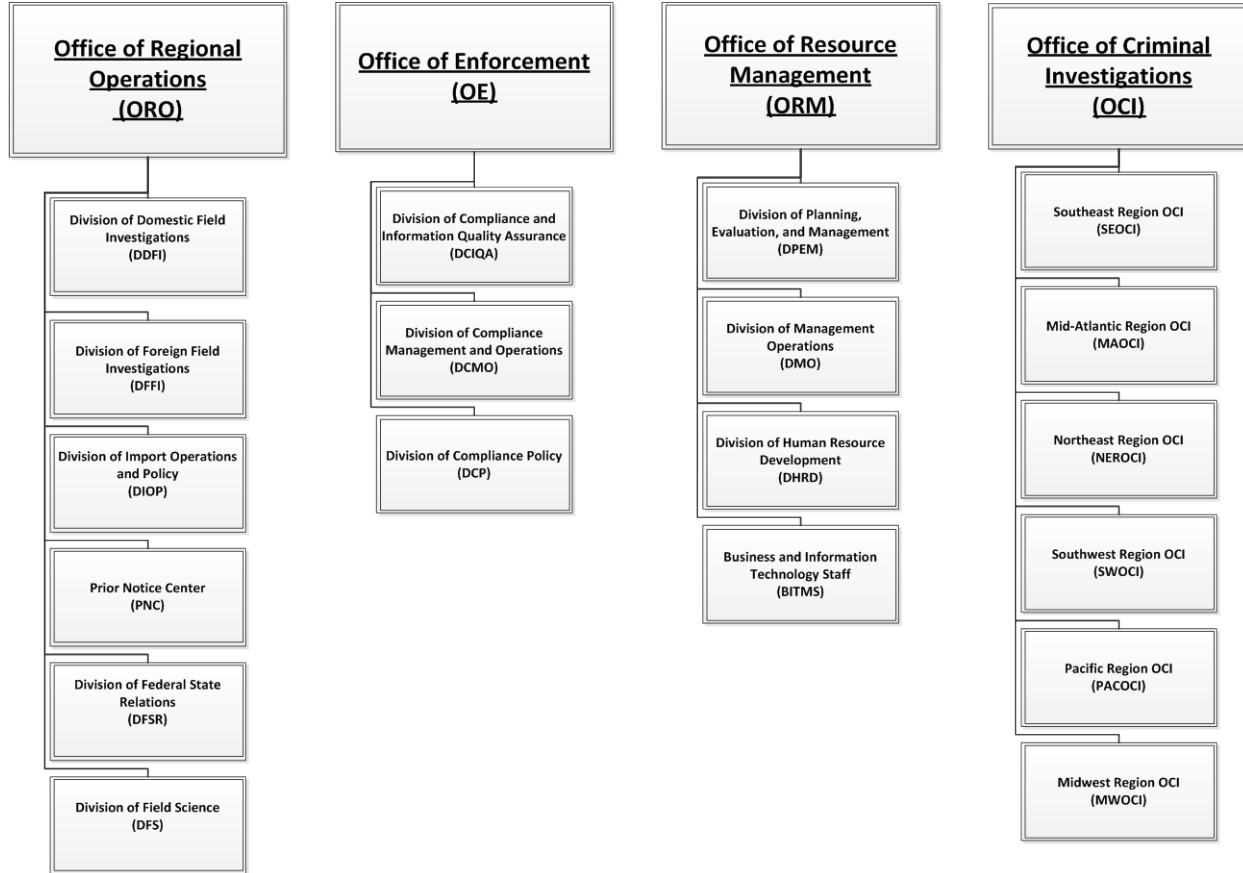 Office of Regional
Operations
(ORO)
Division of Domestic Field
Investigations
(DDFI)
Division of Foreign Field
Investigations
(DFFI)
Division of Import Operations
and Policy
(DIOP)
Prior Notice Center
(PNC)
Division of Federal State
Relations
(DFSR)
Division of Field Science
(DFS)
Office of Enforcement
(OE)
Division of Compliance and
Information Quality Assurance
(DCIQA)
Division of Compliance
Management and Operations
(DCMO)
Division of Compliance Policy
(DCP)
Office of Resource
Management
(ORM)
Division of Planning,
Evaluation, and Management
(DPEM)
Division of Management
Operations
(DMO)
Division of Human Resource
Development
(DHRD)
Business and Information
Technology Staff
(BITMS)
Office of Criminal
Investigations
(OCI)
Southeast Region OCI
(SEOCI)
Mid-Atlantic Region OCI
(MAOCI)
Northeast Region OCI
(NEROCI)
Southwest Region OCI
(SWOCI)
Pacific Region OCI
(PACOCI)
Midwest Region OCI
(MWOCI)